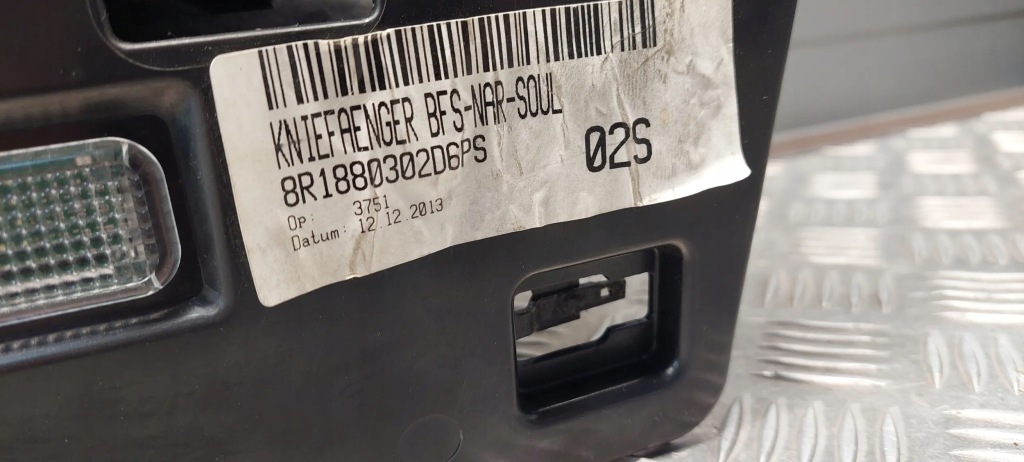 KNIEFAENGER BFS-NAR-SOUL
8R1880302D6PS 02S
Op: 3751
Datum: 12.12.2013